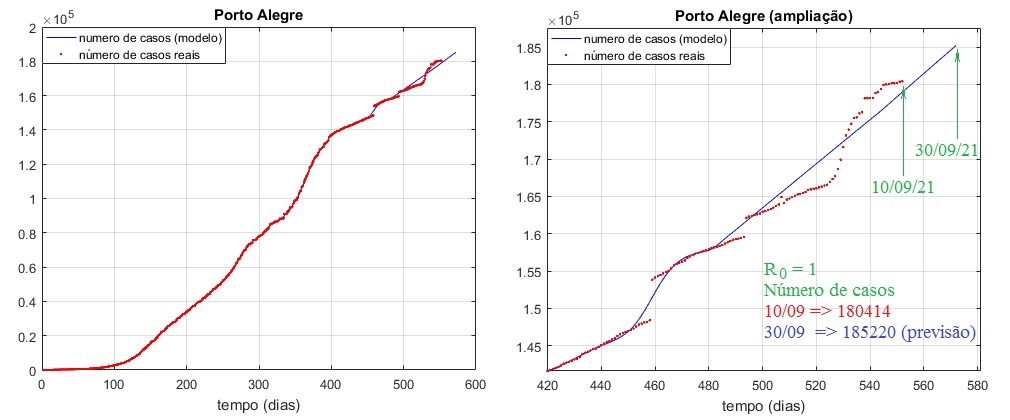 Porto Alegre
×10⁵
numero de casos (modelo)
número de casos reais
2
1.8
1.6
1.4
1.2
1
0.8
0.6
0.4
0.2
0
0 100 200 300 400 500 600
tempo (dias)
Porto Alegre (ampliação)
×10⁵
numero de casos (modelo)
número de casos reais
1.85
1.8
1.75
1.7
1.65
1.6
1.55
1.5
1.45
30/09/21
10/09/21
R₀ = 1
Número de casos
10/09 => 180414
30/09 => 185220 (previsão)
420 440 460 480 500 520 540 560 580
tempo (dias)